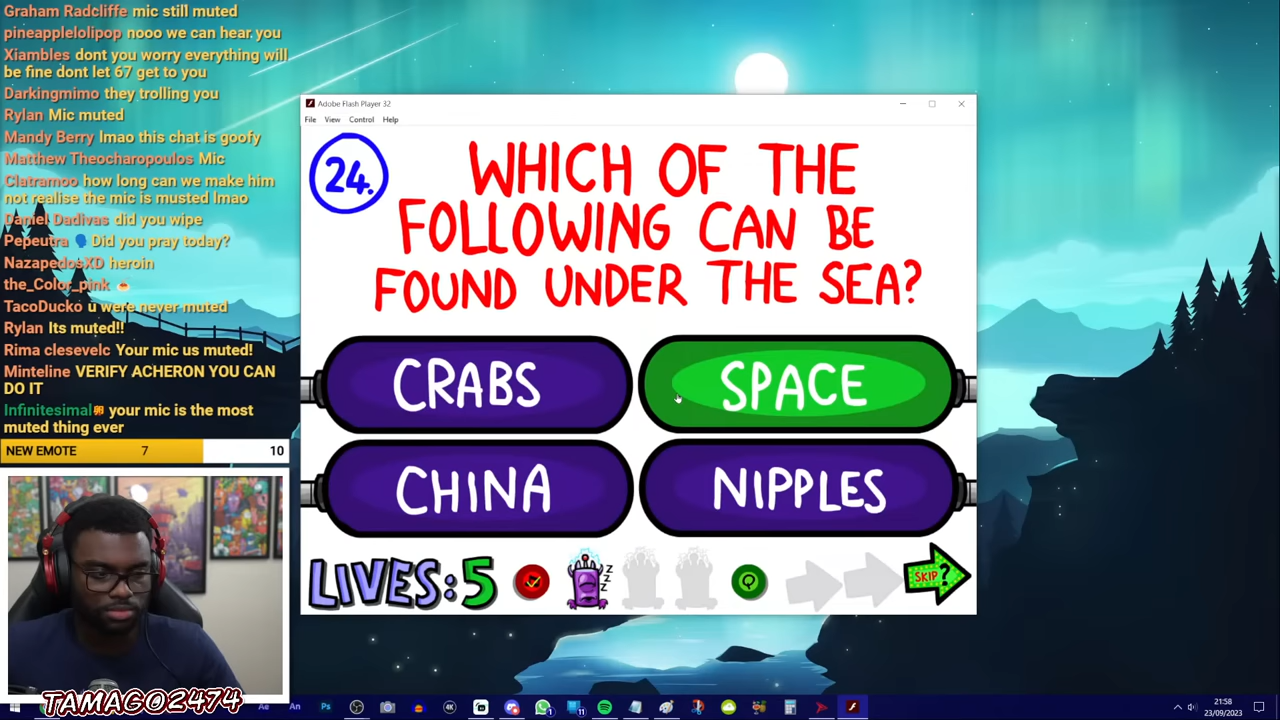 Graham Radcliffe mic still muted
pineapplelolipop nooo we can hear you
Xiambles dont you worry everything will
be fine dont let 67 get to you
Darkingmimo they trolling you
Rylan Mic muted
Mandy Berry lmao this chat is goofy
Matthew Theocharopoulos Mic
Clatramoo how long can we make him
not realise the mic is musted lmao
Daniel Dadivas did you wipe
Pepeutra 🗣 Did you pray today?
NazapedosXD heroin
the_Color_pink
TacoDucko u were never muted
Rylan Its muted!!
Rima clesevelc Your mic us muted!
Minteline VERIFY ACHERON YOU CAN
DO IT
Infinitesimal your mic is the most
muted thing ever
NEW EMOTE 7 10
Adobe Flash Player 32
File View Control Help
24.
WHICH OF THE
FOLLOWING CAN BE
FOUND UNDER THE SEA?
CRABS SPACE
CHINA NIPPLES
LIVES:5 Z Z Z SKIP?
TAMAGO2474
Ae An Ps 4K 1 11
21:58
23/09/2023